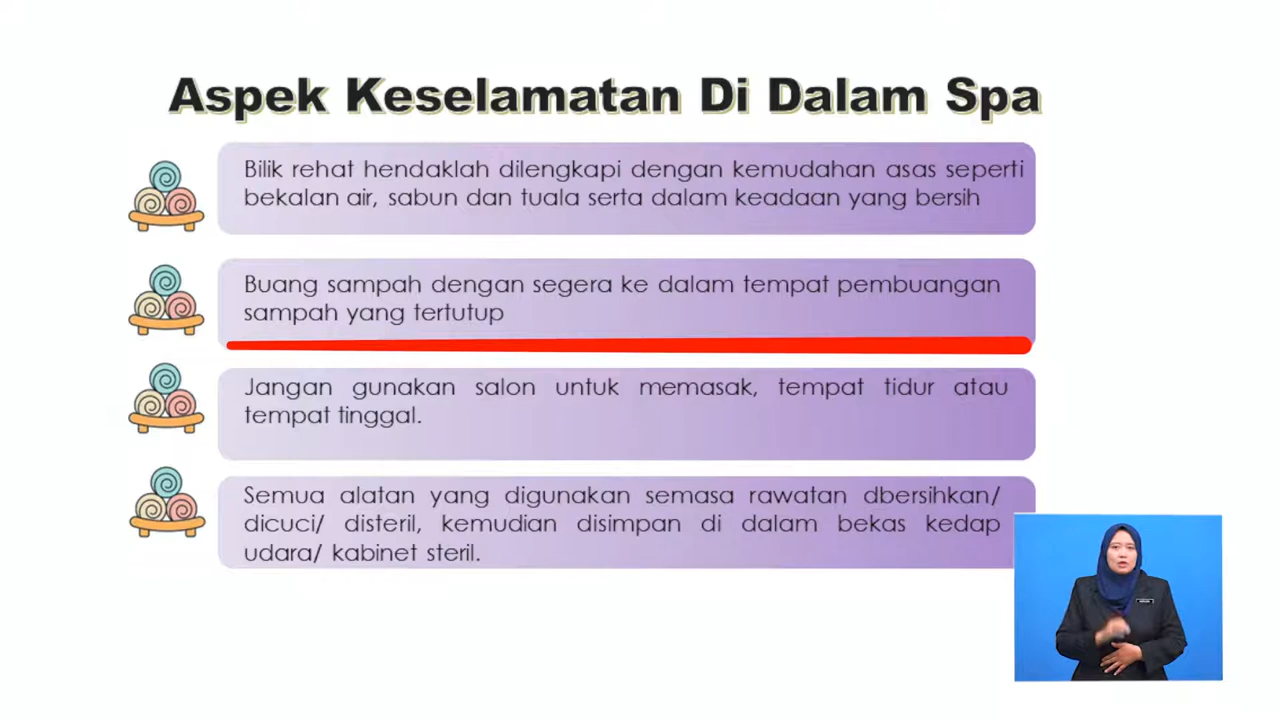 Aspek Keselamatan Di Dalam Spa
Bilik rehat hendaklah dilengkapi dengan kemudahan asas seperti
bekalan air, sabun dan tuala serta dalam keadaan yang bersih
Buang sampah dengan segera ke dalam tempat pembuangan
sampah yang tertutup
Jangan gunakan salon untuk memasak, tempat tidur atau
tempat tinggal.
Semua alatan yang digunakan semasa rawatan dbersihkan/
dicuci/ disteril, kemudian disimpan di dalam bekas kedap
udara/ kabinet steril.